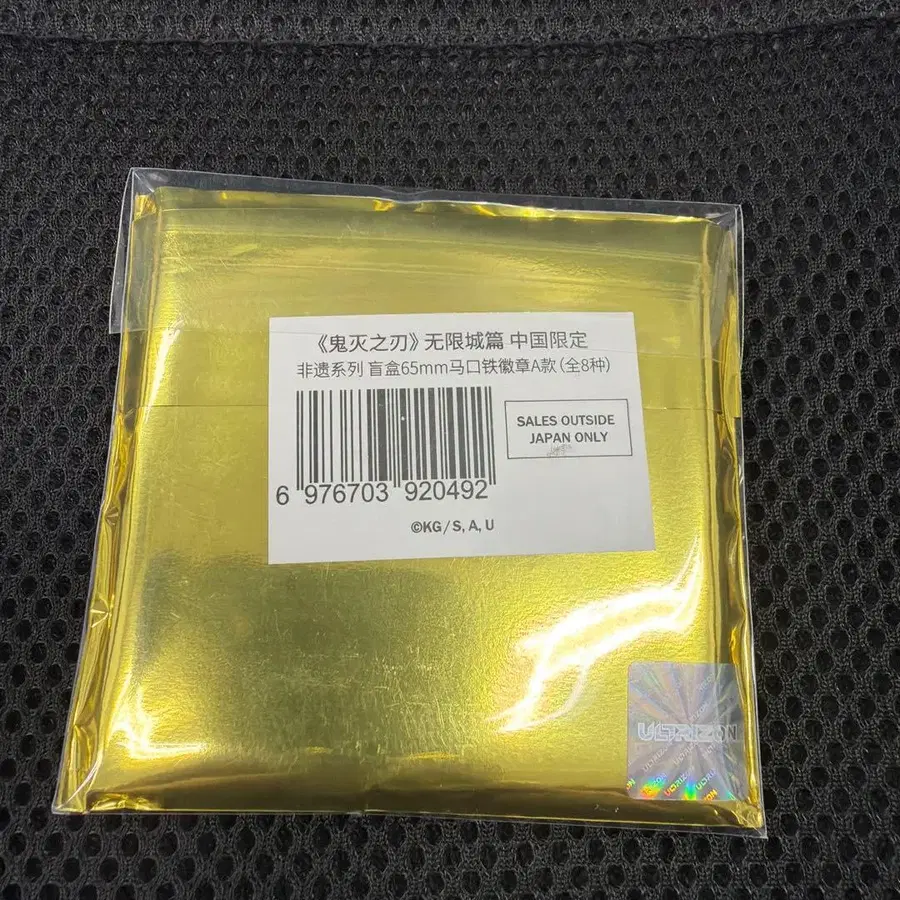 《鬼灭之刃》无限城篇 中国限定
非遗系列 盲盒65mm马口铁徽章A款(全8种)
SALES OUTSIDE
JAPAN ONLY
6 976703 920492
©KG/S, A, U
ULTRIZON